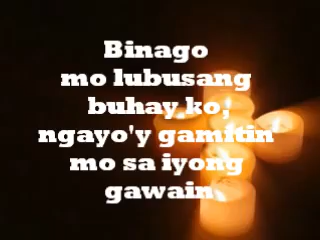 Binago
mo lubusang
buhay ko,
ngayo'y gamitin
mo sa iyong
gawain